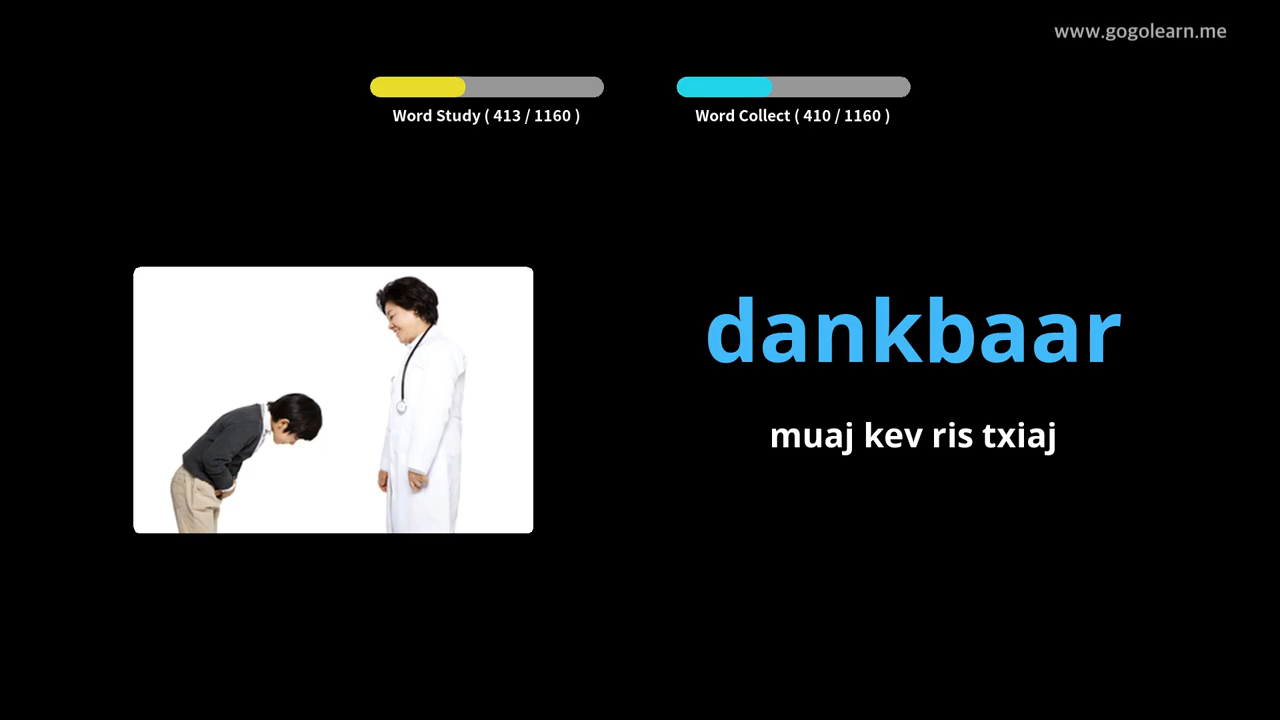 www.gogolearn.me
Word Study ( 413 / 1160 )
Word Collect ( 410 / 1160 )
dankbaar
muaj kev ris txiaj